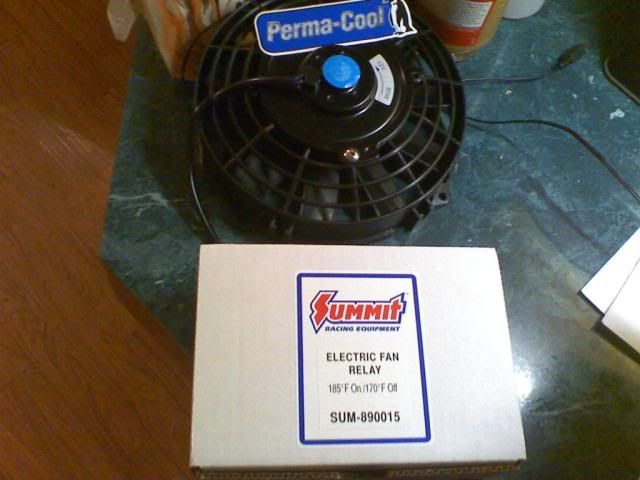 Perma-Cool
SUMMIT
RACING EQUIPMENT
ELECTRIC FAN
RELAY
185°F On /170°F Off
SUM-890015